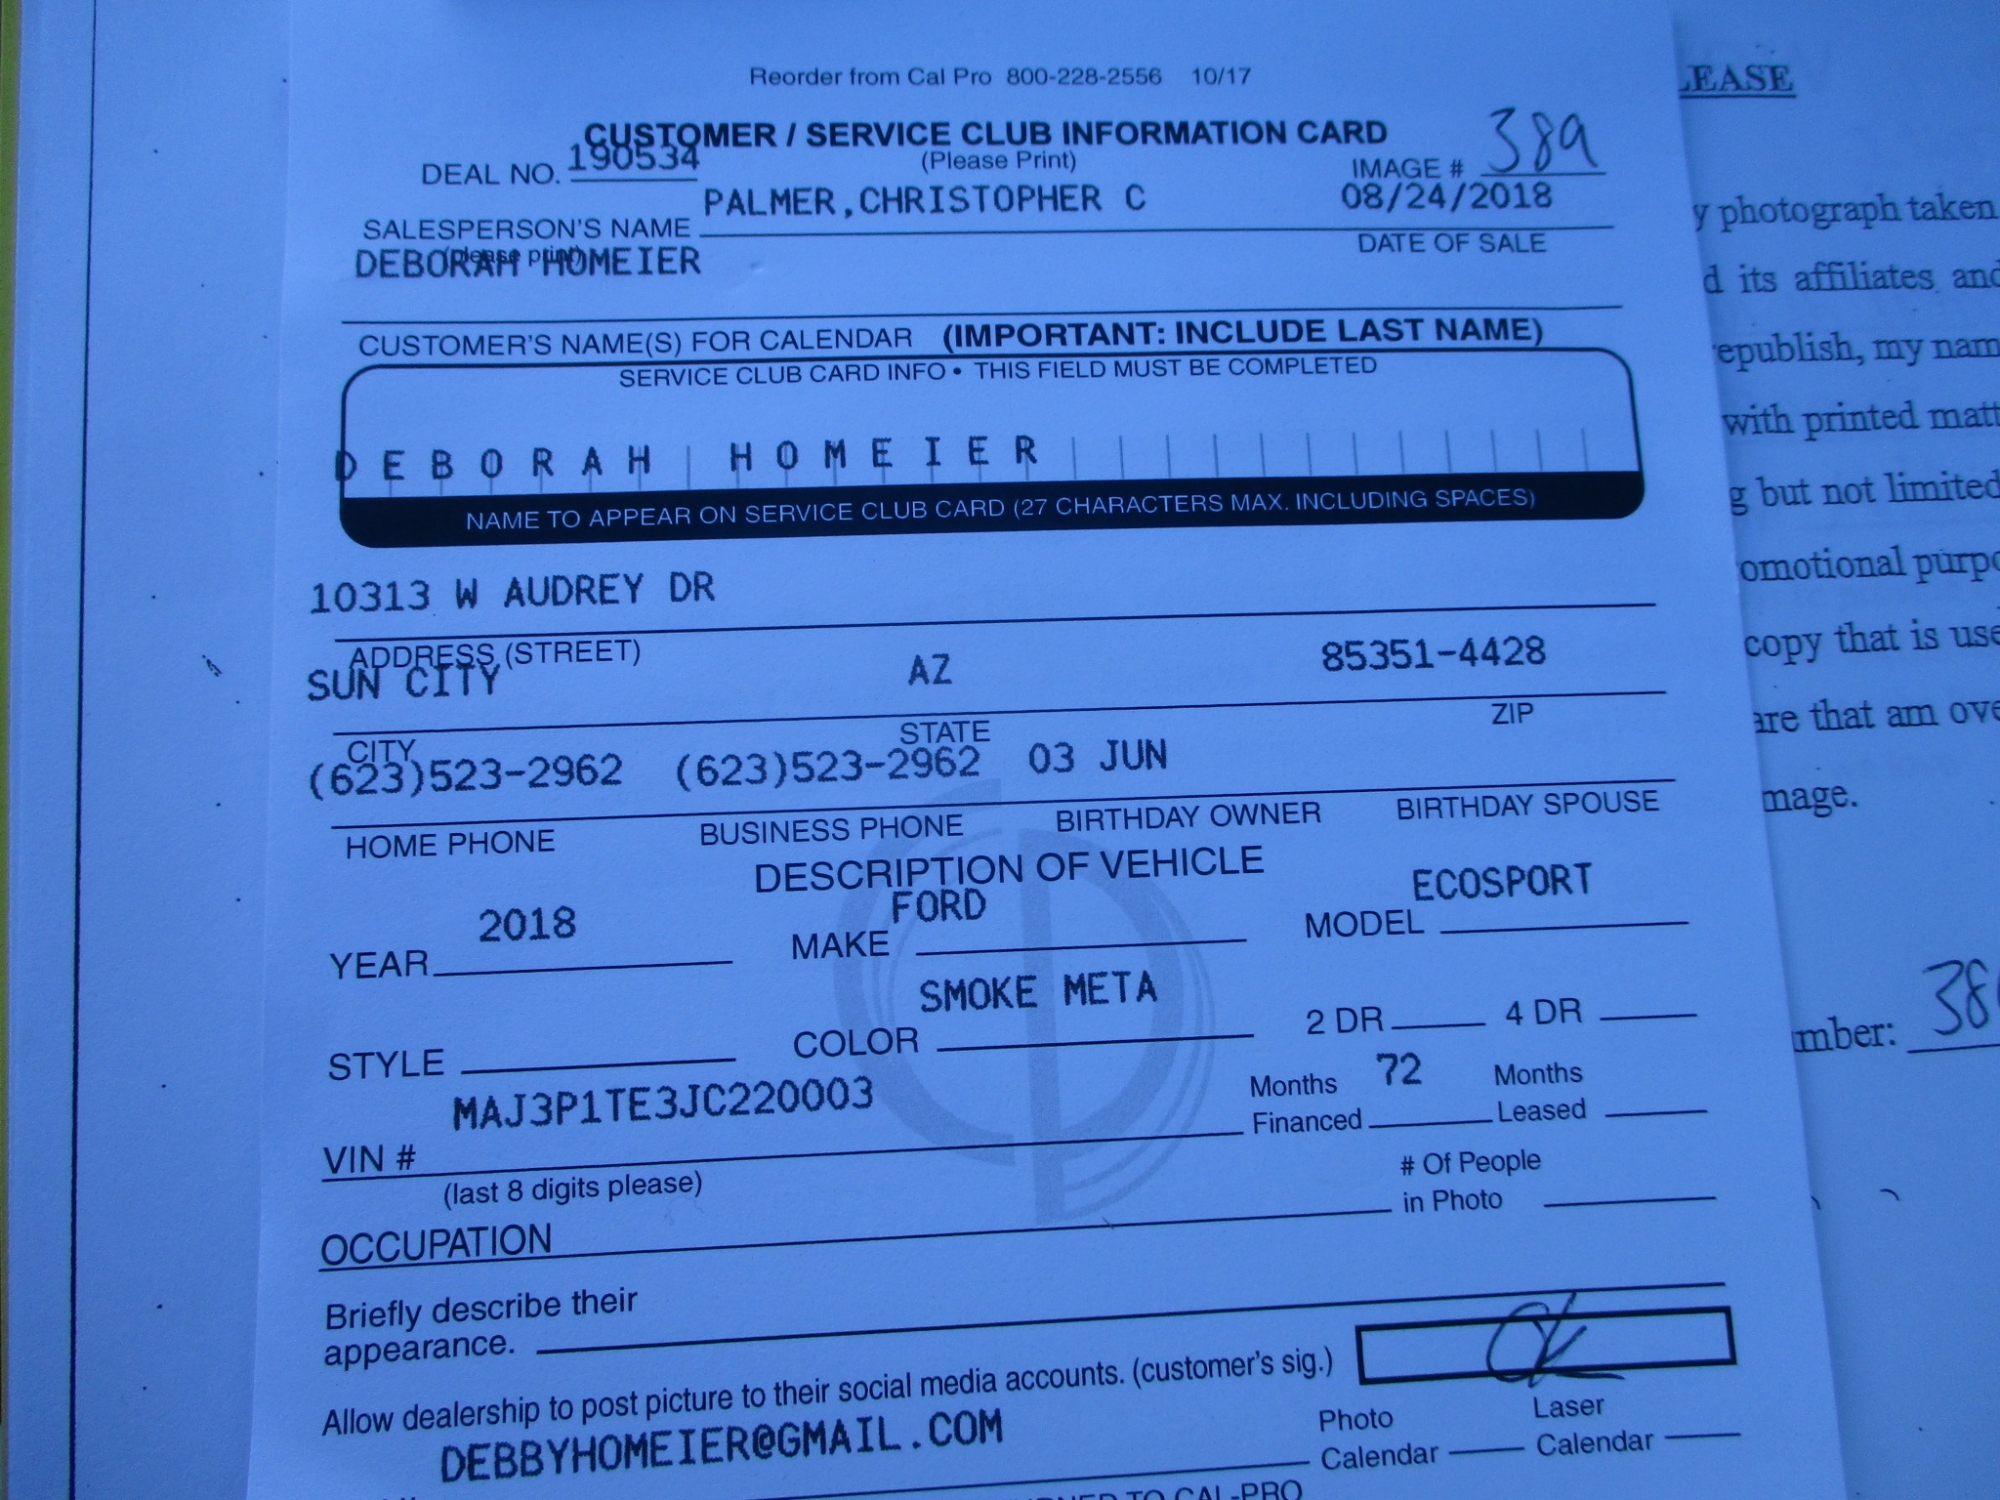 Reorder from Cal Pro 800-228-2556 10/17
CUSTOMER / SERVICE CLUB INFORMATION CARD
DEAL NO. 190534 (Please Print) IMAGE # 389
PALMER,CHRISTOPHER C 08/24/2018
SALESPERSON'S NAME DATE OF SALE
(please print)
DEBORAH HOMEIER
CUSTOMER'S NAME(S) FOR CALENDAR (IMPORTANT: INCLUDE LAST NAME)
SERVICE CLUB CARD INFO • THIS FIELD MUST BE COMPLETED
DEBORAH HOMEIER
NAME TO APPEAR ON SERVICE CLUB CARD (27 CHARACTERS MAX. INCLUDING SPACES)
10313 W AUDREY DR
ADDRESS (STREET)
SUN CITY AZ 85351-4428
CITY STATE ZIP
(623)523-2962 (623)523-2962 03 JUN
HOME PHONE BUSINESS PHONE BIRTHDAY OWNER BIRTHDAY SPOUSE
DESCRIPTION OF VEHICLE
YEAR 2018 MAKE FORD MODEL ECOSPORT
STYLE COLOR SMOKE META 2 DR 4 DR
MAJ3P1TE3JC220003 Months Financed 72 Months Leased
VIN #
(last 8 digits please)
# Of People in Photo
OCCUPATION
Briefly describe their
appearance.
Allow dealership to post picture to their social media accounts. (customer's sig.)
DEBBYHOMEIER@GMAIL.COM
Photo Calendar Laser Calendar
TO CAL-PRO
LEASE
y photograph taken
d its affiliates and
epublish, my nam
with printed matt
g but not limited
omotional purpo
copy that is use
are that am ove
mage.
mber: 38